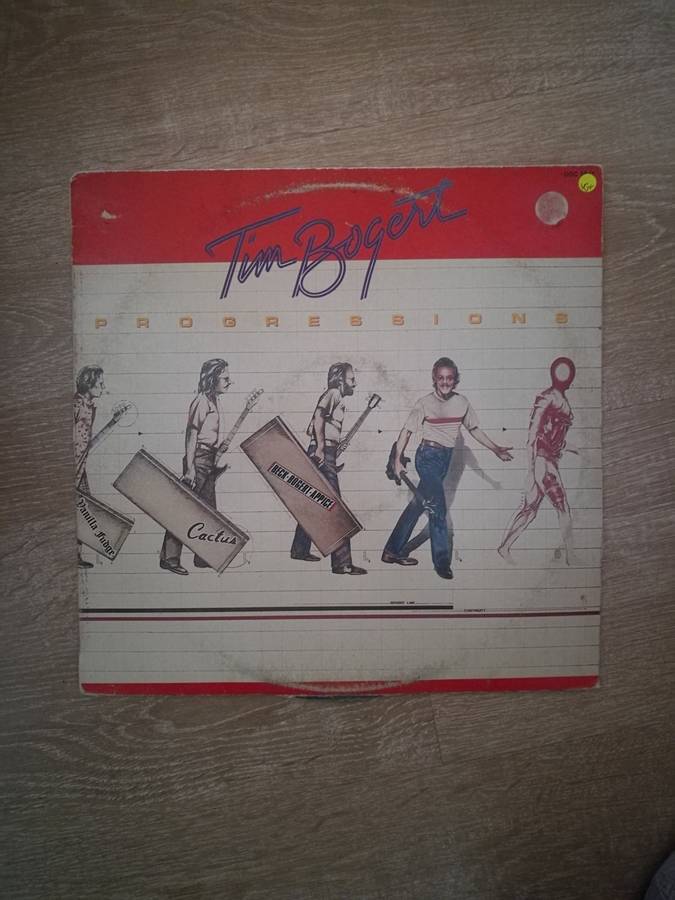 Tim Bogert
PROGRESSIONS
Vanilla Fudge
Cactus
BECK·BOGERT·APPICE